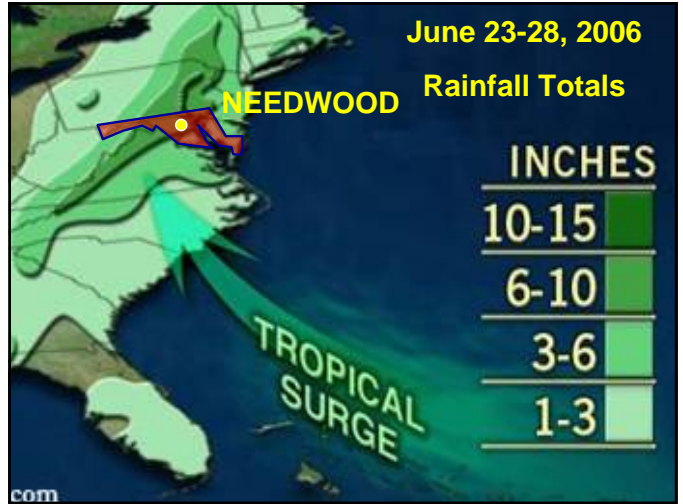 June 23-28, 2006
Rainfall Totals
NEEDWOOD
INCHES
10-15
6-10
3-6
1-3
TROPICAL
SURGE
com